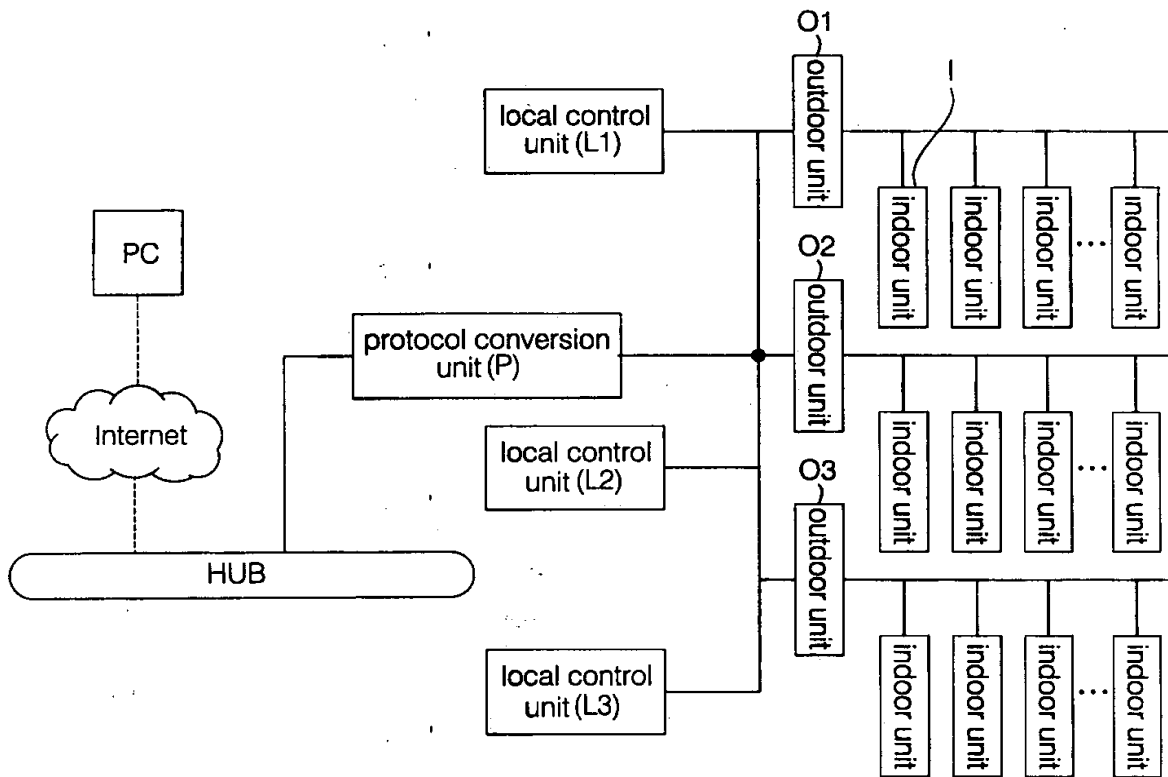 O1
outdoor unit
I
local control
unit (L1)
indoor unit
indoor unit
indoor unit
...
indoor unit
PC
O2
outdoor unit
protocol conversion
unit (P)
Internet
indoor unit
indoor unit
indoor unit
...
indoor unit
local control
unit (L2)
O3
outdoor unit
HUB
local control
unit (L3)
indoor unit
indoor unit
indoor unit
...
indoor unit